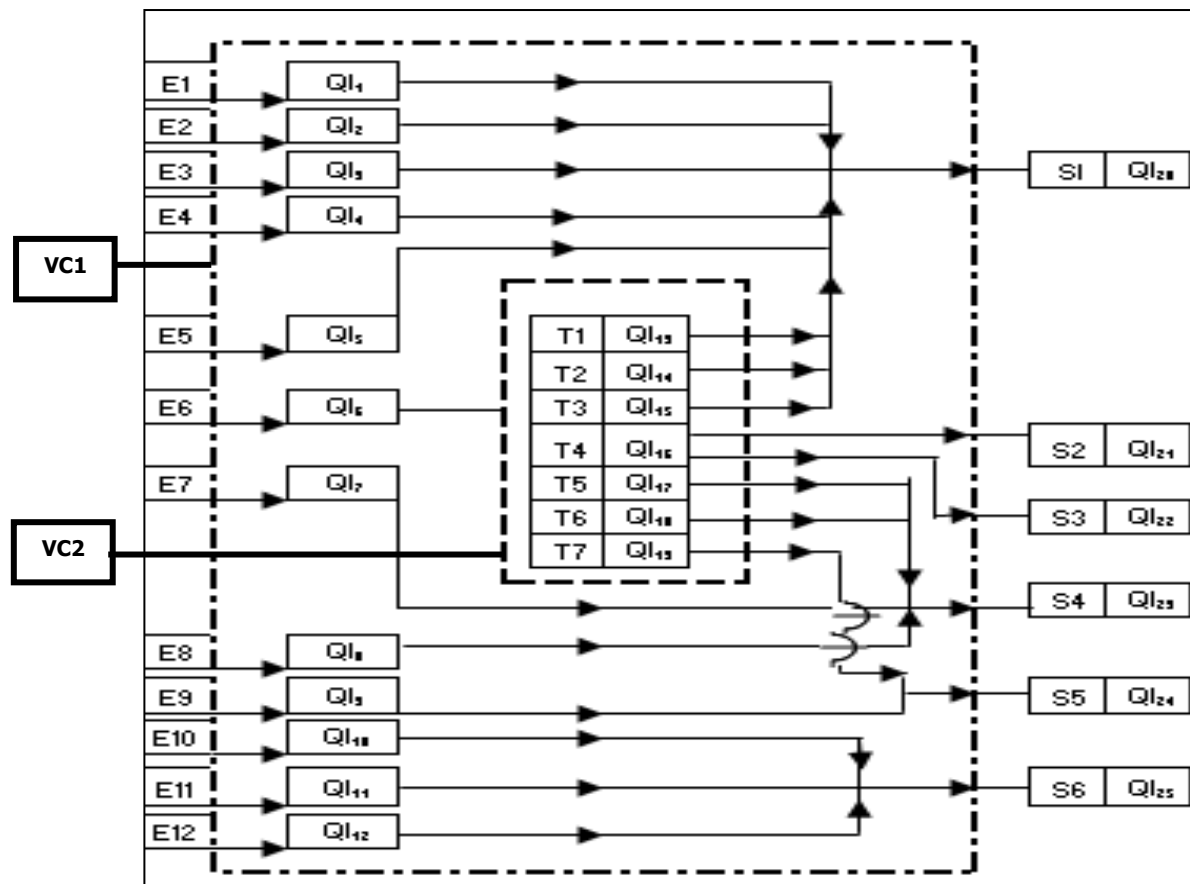 E1 QI₁
E2 QI₂
E3 QI₃ S1 QI₂₀
E4 QI₄
VC1
E5 QI₅ T1 QI₁₃
T2 QI₁₄
E6 QI₆ T3 QI₁₅
T4 QI₁₆ S2 QI₂₁
E7 QI₇ T5 QI₁₇
T6 QI₁₈ S3 QI₂₂
VC2 T7 QI₁₉
S4 QI₂₃
E8 QI₈
E9 QI₉ S5 QI₂₄
E10 QI₁₀
E11 QI₁₁ S6 QI₂₅
E12 QI₁₂